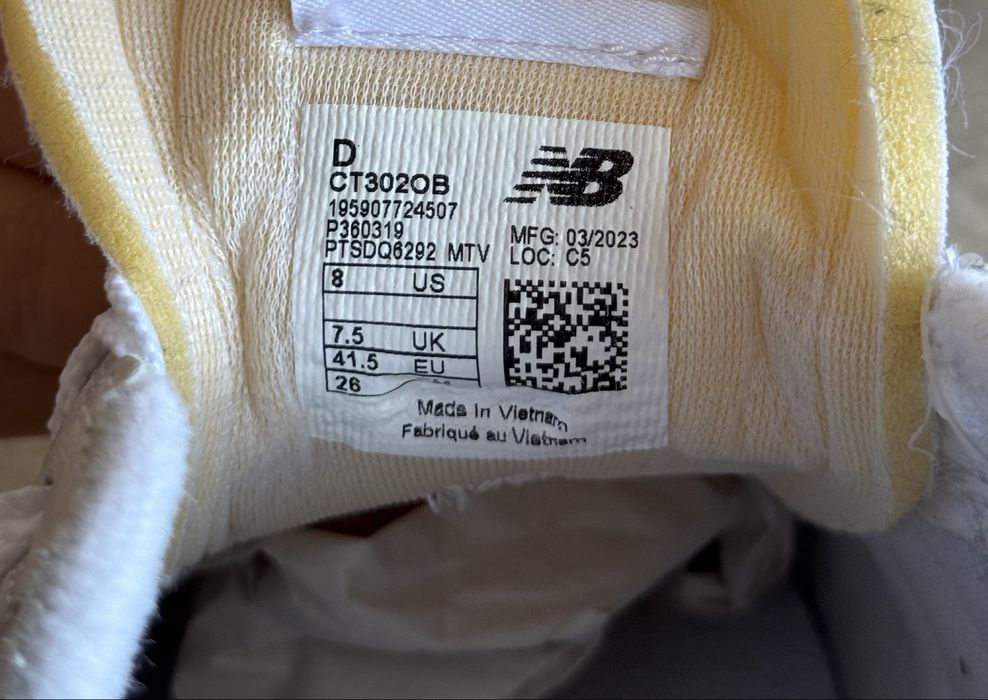 D
CT302OB
195907724507
P360319
PTSDQ6292 MTV
8 US
7.5 UK
41.5 EU
26
NB
MFG: 03/2023
LOC: C5
Made In Vietnam
Fabriqué au Vietnam